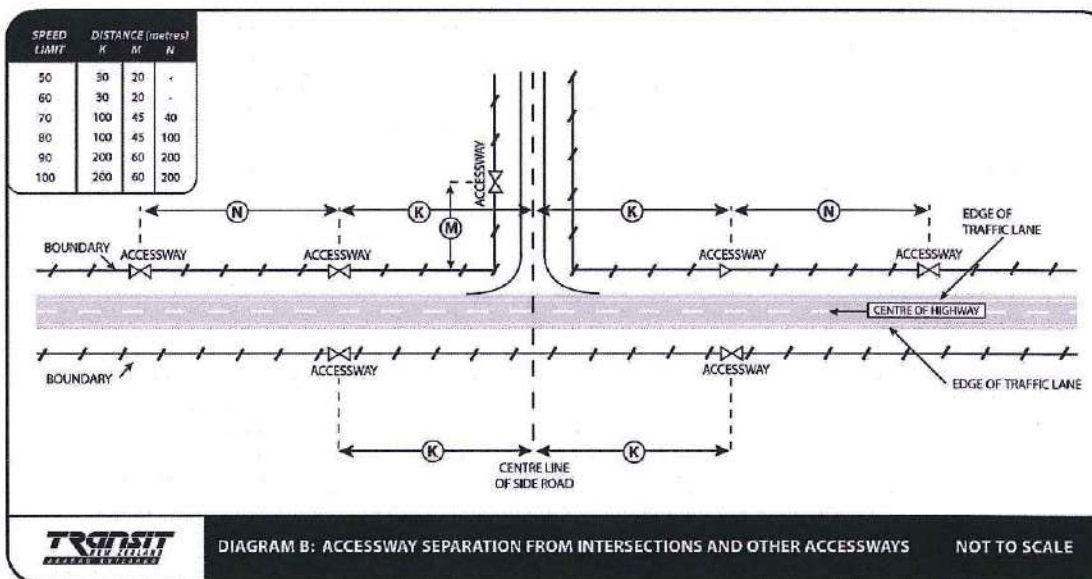 SPEED LIMIT DISTANCE (metres)
K M N
50 30 20 -
60 30 20 -
70 100 45 40
80 100 45 100
90 200 60 200
100 200 60 200
ACCESSWAY
N
K
M
K
N
EDGE OF
TRAFFIC LANE
BOUNDARY
ACCESSWAY
ACCESSWAY
ACCESSWAY
ACCESSWAY
CENTRE OF HIGHWAY
BOUNDARY
ACCESSWAY
ACCESSWAY
EDGE OF TRAFFIC LANE
K
K
CENTRE LINE
OF SIDE ROAD
TRANSIT
NEW ZEALAND
DIAGRAM B: ACCESSWAY SEPARATION FROM INTERSECTIONS AND OTHER ACCESSWAYS NOT TO SCALE